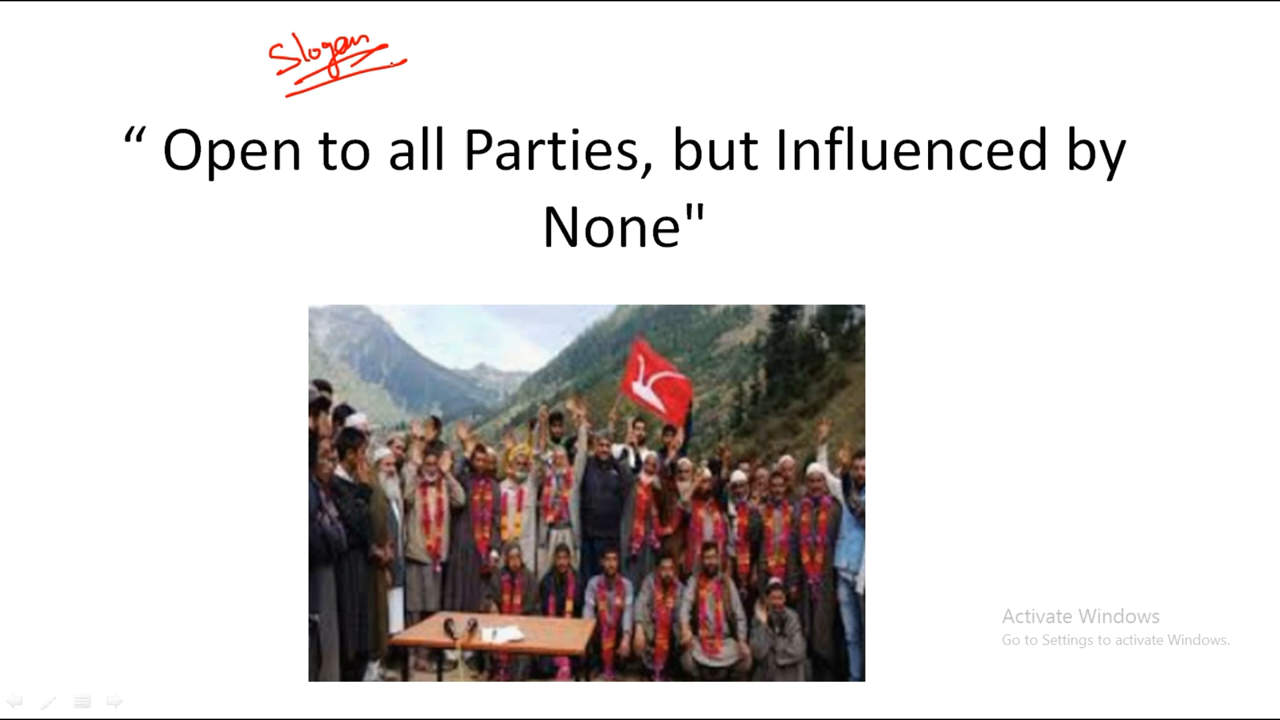 Slogan
“ Open to all Parties, but Influenced by
None"
Activate Windows
Go to Settings to activate Windows.